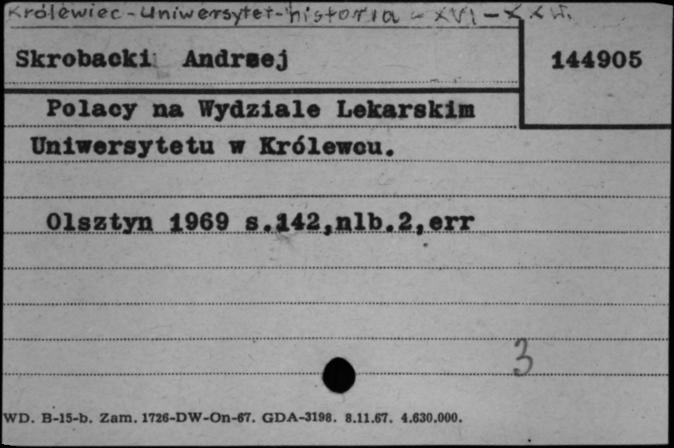 Królewiec-Uniwersytet-historia - XVI-XX w.
Skrobacki Andrzej
144905
Polacy na Wydziale Lekarskim
Uniwersytetu w Królewcu.
Olsztyn 1969 s.142,nlb.2,err
3
WD. B-15-b. Zam. 1726-DW-On-67. GDA-3198. 8.11.67. 4.630.000.